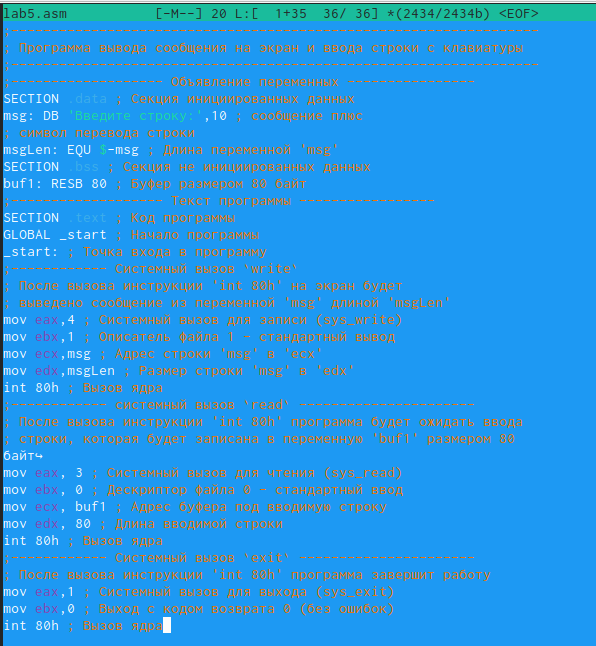 lab5.asm [-M--] 20 L:[ 1+35 36/ 36] *(2434/2434b) <EOF>
;---------------------------------------------------------------
; Программа вывода сообщения на экран и ввода строки с клавиатуры
;---------------------------------------------------------------
;------------------- Объявление переменных -----------------
SECTION .data ; Секция инициированных данных
msg: DB 'Введите строку:',10 ; сообщение плюс
; символ перевода строки
msgLen: EQU $-msg ; Длина переменной 'msg'
SECTION .bss ; Секция не инициированных данных
buf1: RESB 80 ; Буфер размером 80 байт
;------------------- Текст программы -----------------
SECTION .text ; Код программы
GLOBAL _start ; Начало программы
_start: ; Точка входа в программу
;------------ Системный вызов `write`
; После вызова инструкции 'int 80h' на экран будет
; выведено сообщение из переменной 'msg' длиной 'msgLen'
mov eax,4 ; Системный вызов для записи (sys_write)
mov ebx,1 ; Описатель файла 1 - стандартный вывод
mov ecx,msg ; Адрес строки 'msg' в 'ecx'
mov edx,msgLen ; Размер строки 'msg' в 'edx'
int 80h ; Вызов ядра
;------------ системный вызов `read` ----------------------
; После вызова инструкции 'int 80h' программа будет ожидать ввода
; строки, которая будет записана в переменную 'buf1' размером 80
байт↪
mov eax, 3 ; Системный вызов для чтения (sys_read)
mov ebx, 0 ; Дескриптор файла 0 - стандартный ввод
mov ecx, buf1 ; Адрес буфера под вводимую строку
mov edx, 80 ; Длина вводимой строки
int 80h ; Вызов ядра
;------------ Системный вызов `exit` ----------------------
; После вызова инструкции 'int 80h' программа завершит работу
mov eax,1 ; Системный вызов для выхода (sys_exit)
mov ebx,0 ; Выход с кодом возврата 0 (без ошибок)
int 80h ; Вызов ядра